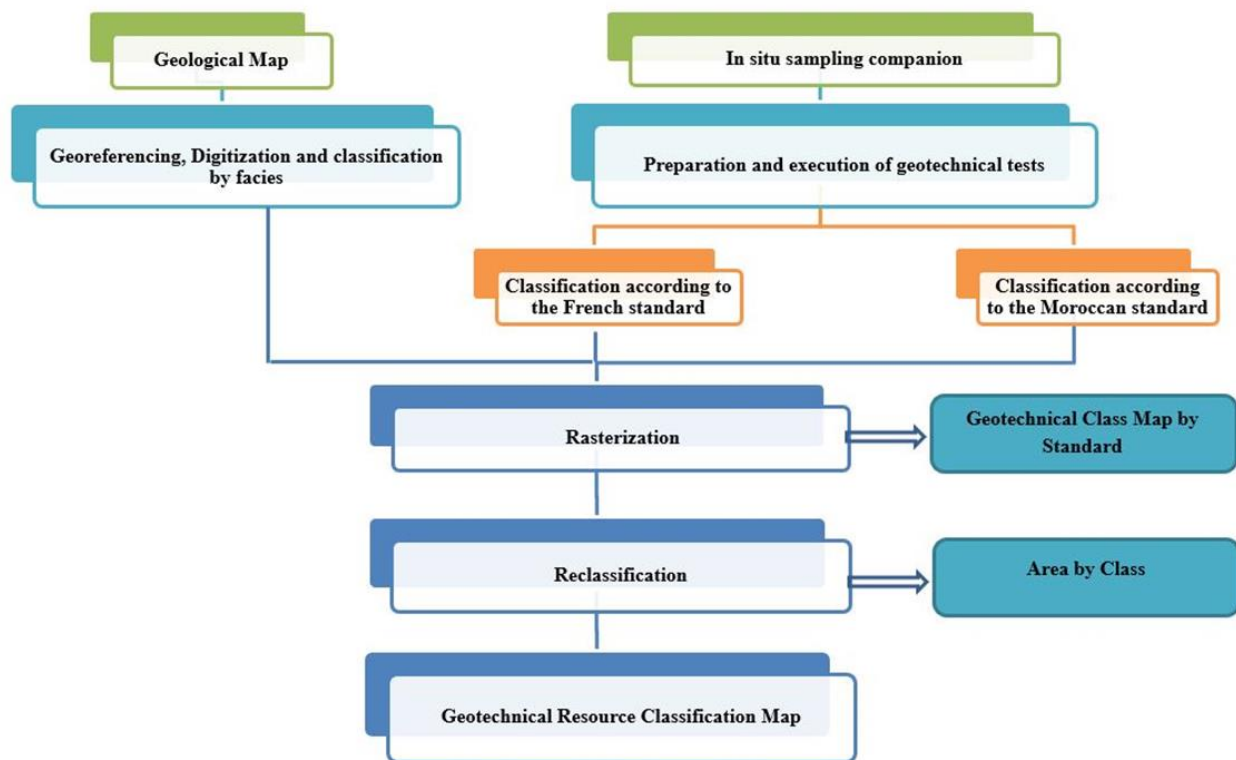 Geological Map
In situ sampling companion
Georeferencing, Digitization and classification
by facies
Preparation and execution of geotechnical tests
Classification according to
the French standard
Classification according
to the Moroccan standard
Rasterization
Geotechnical Class Map by
Standard
Reclassification
Area by Class
Geotechnical Resource Classification Map